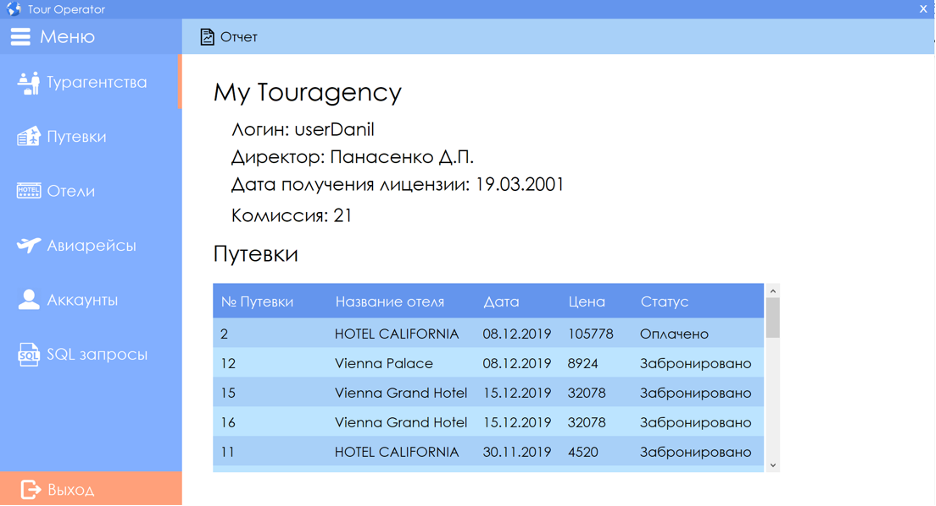 Tour Operator X
Меню
Отчет
Турагентства
Путевки
HOTEL
Отели
Авиарейсы
Аккаунты
SQL
SQL запросы
Выход
My Touragency
Логин: userDanil
Директор: Панасенко Д.П.
Дата получения лицензии: 19.03.2001
Комиссия: 21
Путевки
№ Путевки Название отеля Дата Цена Статус
2 HOTEL CALIFORNIA 08.12.2019 105778 Оплачено
12 Vienna Palace 08.12.2019 8924 Забронировано
15 Vienna Grand Hotel 15.12.2019 32078 Забронировано
16 Vienna Grand Hotel 15.12.2019 32078 Забронировано
11 HOTEL CALIFORNIA 30.11.2019 4520 Забронировано